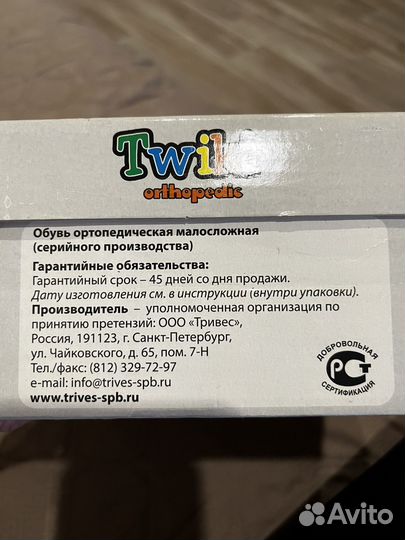 orthopedic
Обувь ортопедическая малосложная
(серийного производства)
Гарантийные обязательства:
Гарантийный срок – 45 дней со дня продажи.
Дату изготовления см. в инструкции (внутри упаковки).
Производитель – уполномоченная организация по
принятию претензий: ООО «Тривес»,
Россия, 191123, г. Санкт-Петербург,
ул. Чайковского, д. 65, пом. 7-Н
Тел./факс: (812) 329-72-97
e-mail: info@trives-spb.ru
www.trives-spb.ru
ДОБРОВОЛЬНАЯ
РСТ
СЕРТИФИКАЦИЯ
Avito